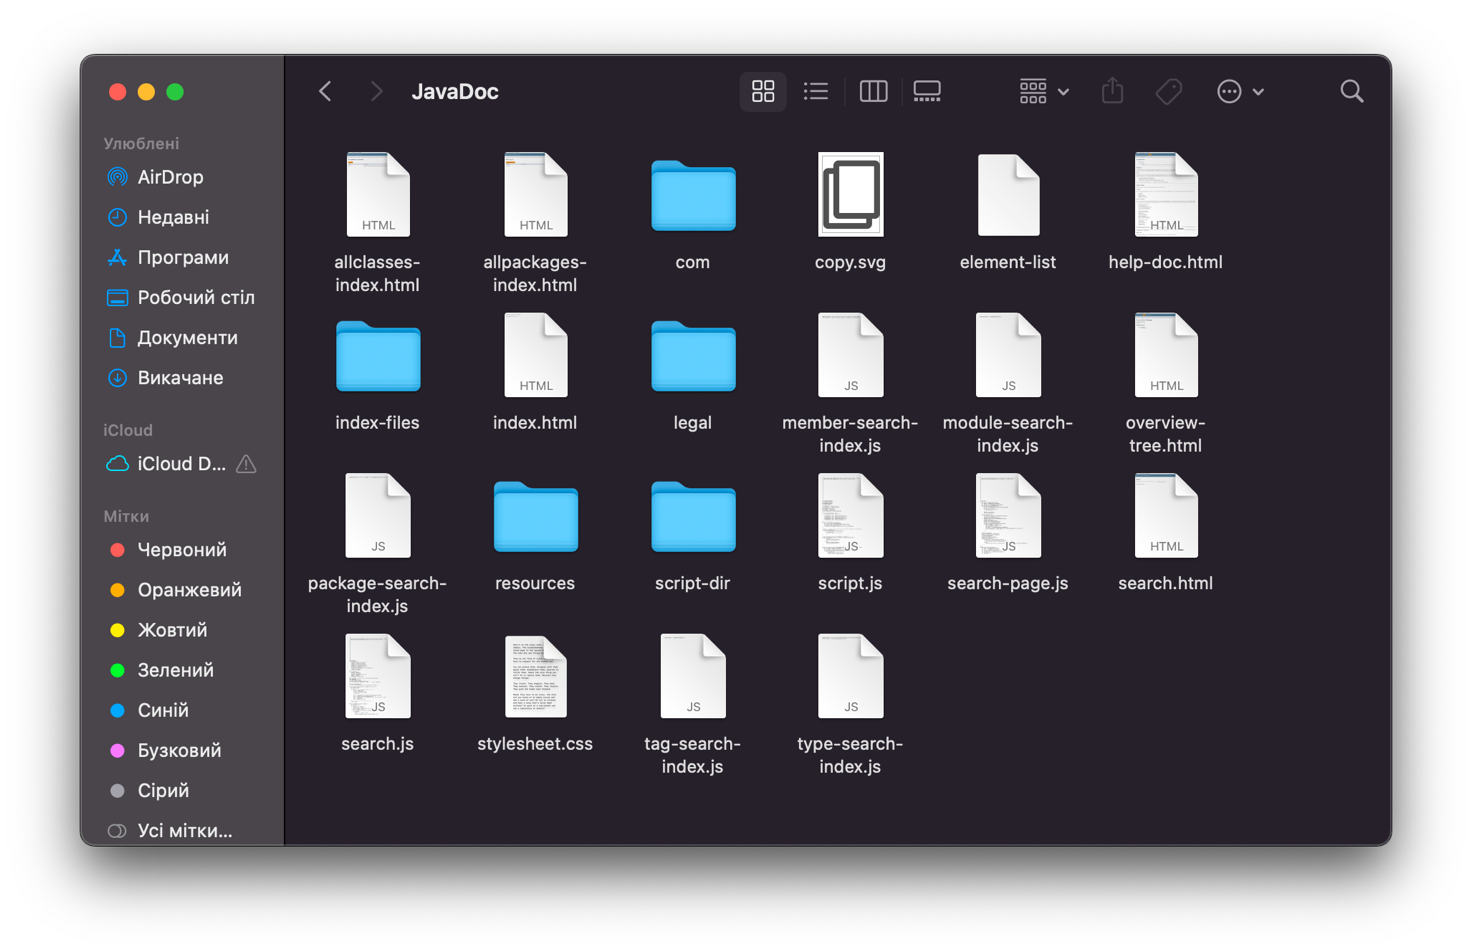 JavaDoc
Улюблені
AirDrop
Недавні
Програми
Робочий стіл
Документи
Викачане
iCloud
iCloud D...
Мітки
Червоний
Оранжевий
Жовтий
Зелений
Синій
Бузковий
Сірий
Усі мітки...
HTML
HTML
HTML
allclasses-
index.html
allpackages-
index.html
com
copy.svg
element-list
help-doc.html
HTML
JS
JS
HTML
index-files
index.html
legal
member-search-
index.js
module-search-
index.js
overview-
tree.html
JS
JS
JS
HTML
package-search-
index.js
resources
script-dir
script.js
search-page.js
search.html
JS
JS
JS
search.js
stylesheet.css
tag-search-
index.js
type-search-
index.js